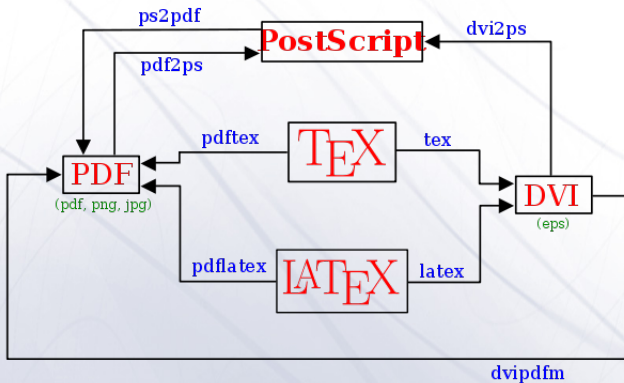 ps2pdf
dvi2ps
PostScript
pdf2ps
pdftex
TEX
tex
PDF
DVI
(pdf, png, jpg)
(eps)
pdflatex
LATEX
latex
dvipdfm